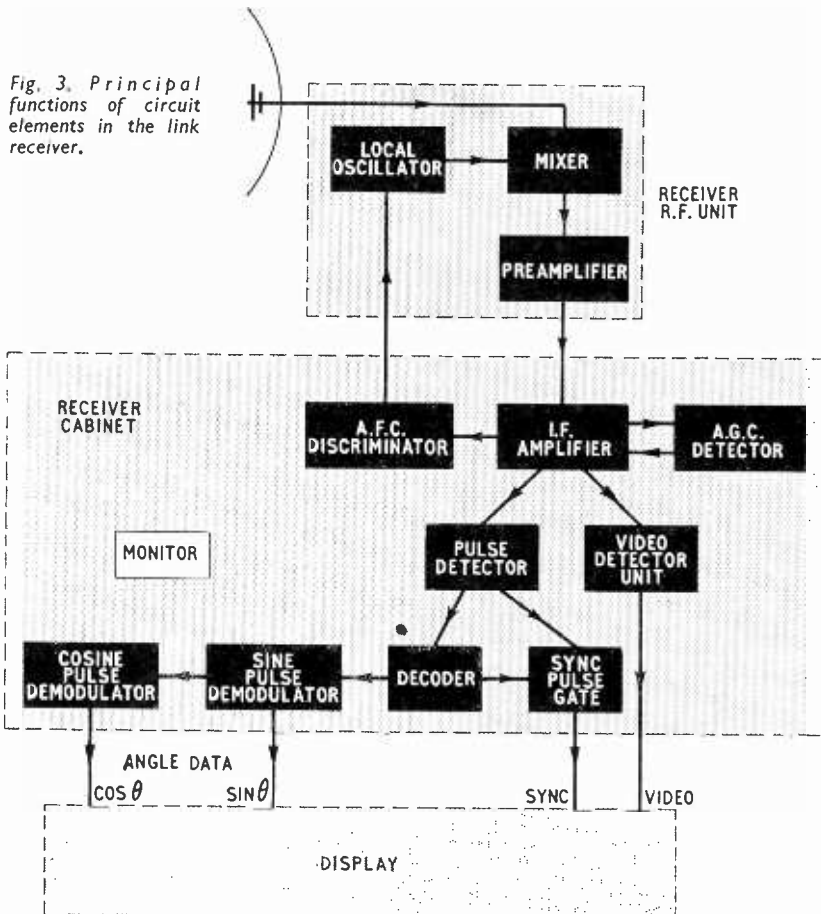 Fig. 3. Principal
functions of circuit
elements in the link
receiver.
LOCAL
OSCILLATOR
MIXER
RECEIVER
R.F. UNIT
PREAMPLIFIER
RECEIVER
CABINET
A.F.C.
DISCRIMINATOR
I.F.
AMPLIFIER
A.G.C.
DETECTOR
MONITOR
PULSE
DETECTOR
VIDEO
DETECTOR
UNIT
COSINE
PULSE
DEMODULATOR
SINE
PULSE
DEMODULATOR
DECODER
SYNC
PULSE
GATE
ANGLE DATA
COS θ
SIN θ
SYNC
VIDEO
DISPLAY